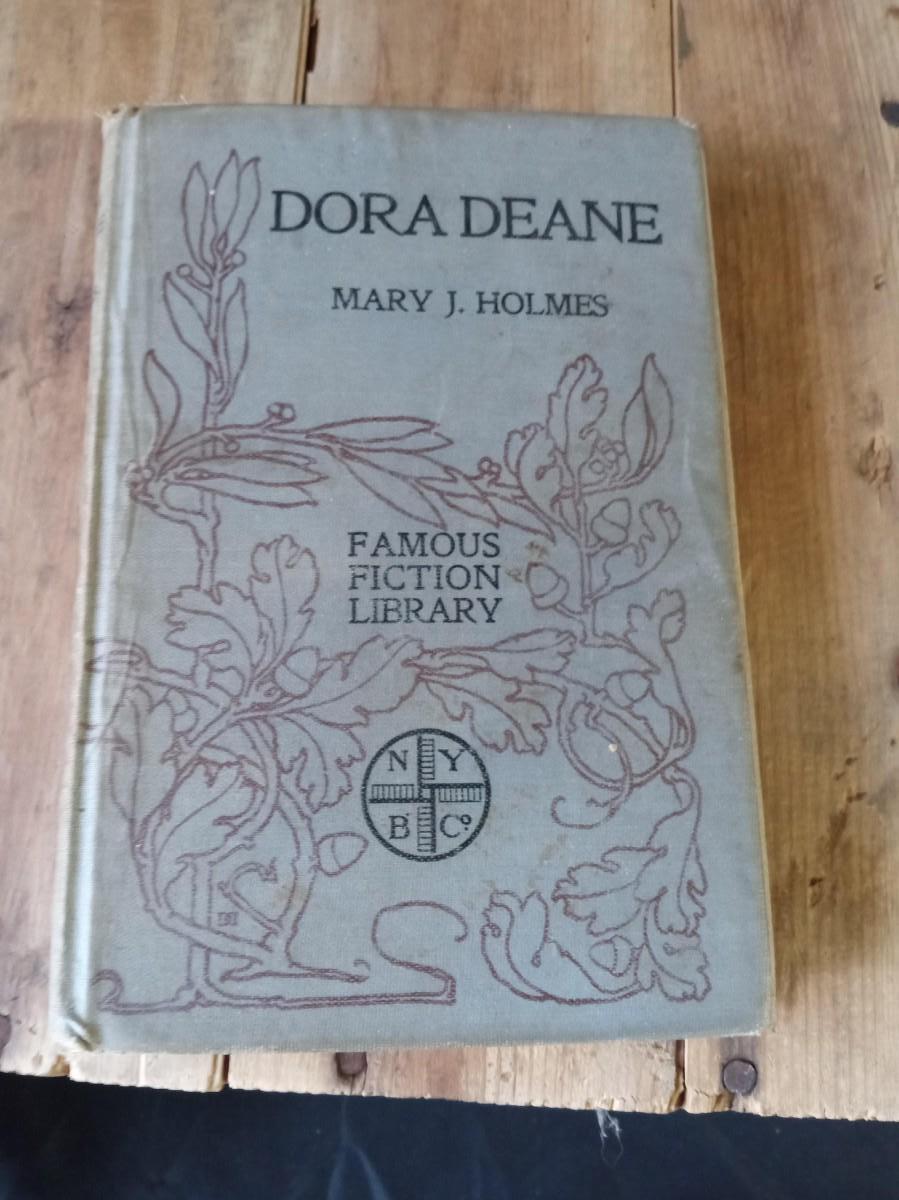 DORA DEANE
MARY J. HOLMES
FAMOUS
FICTION
LIBRARY
N Y
B Cº